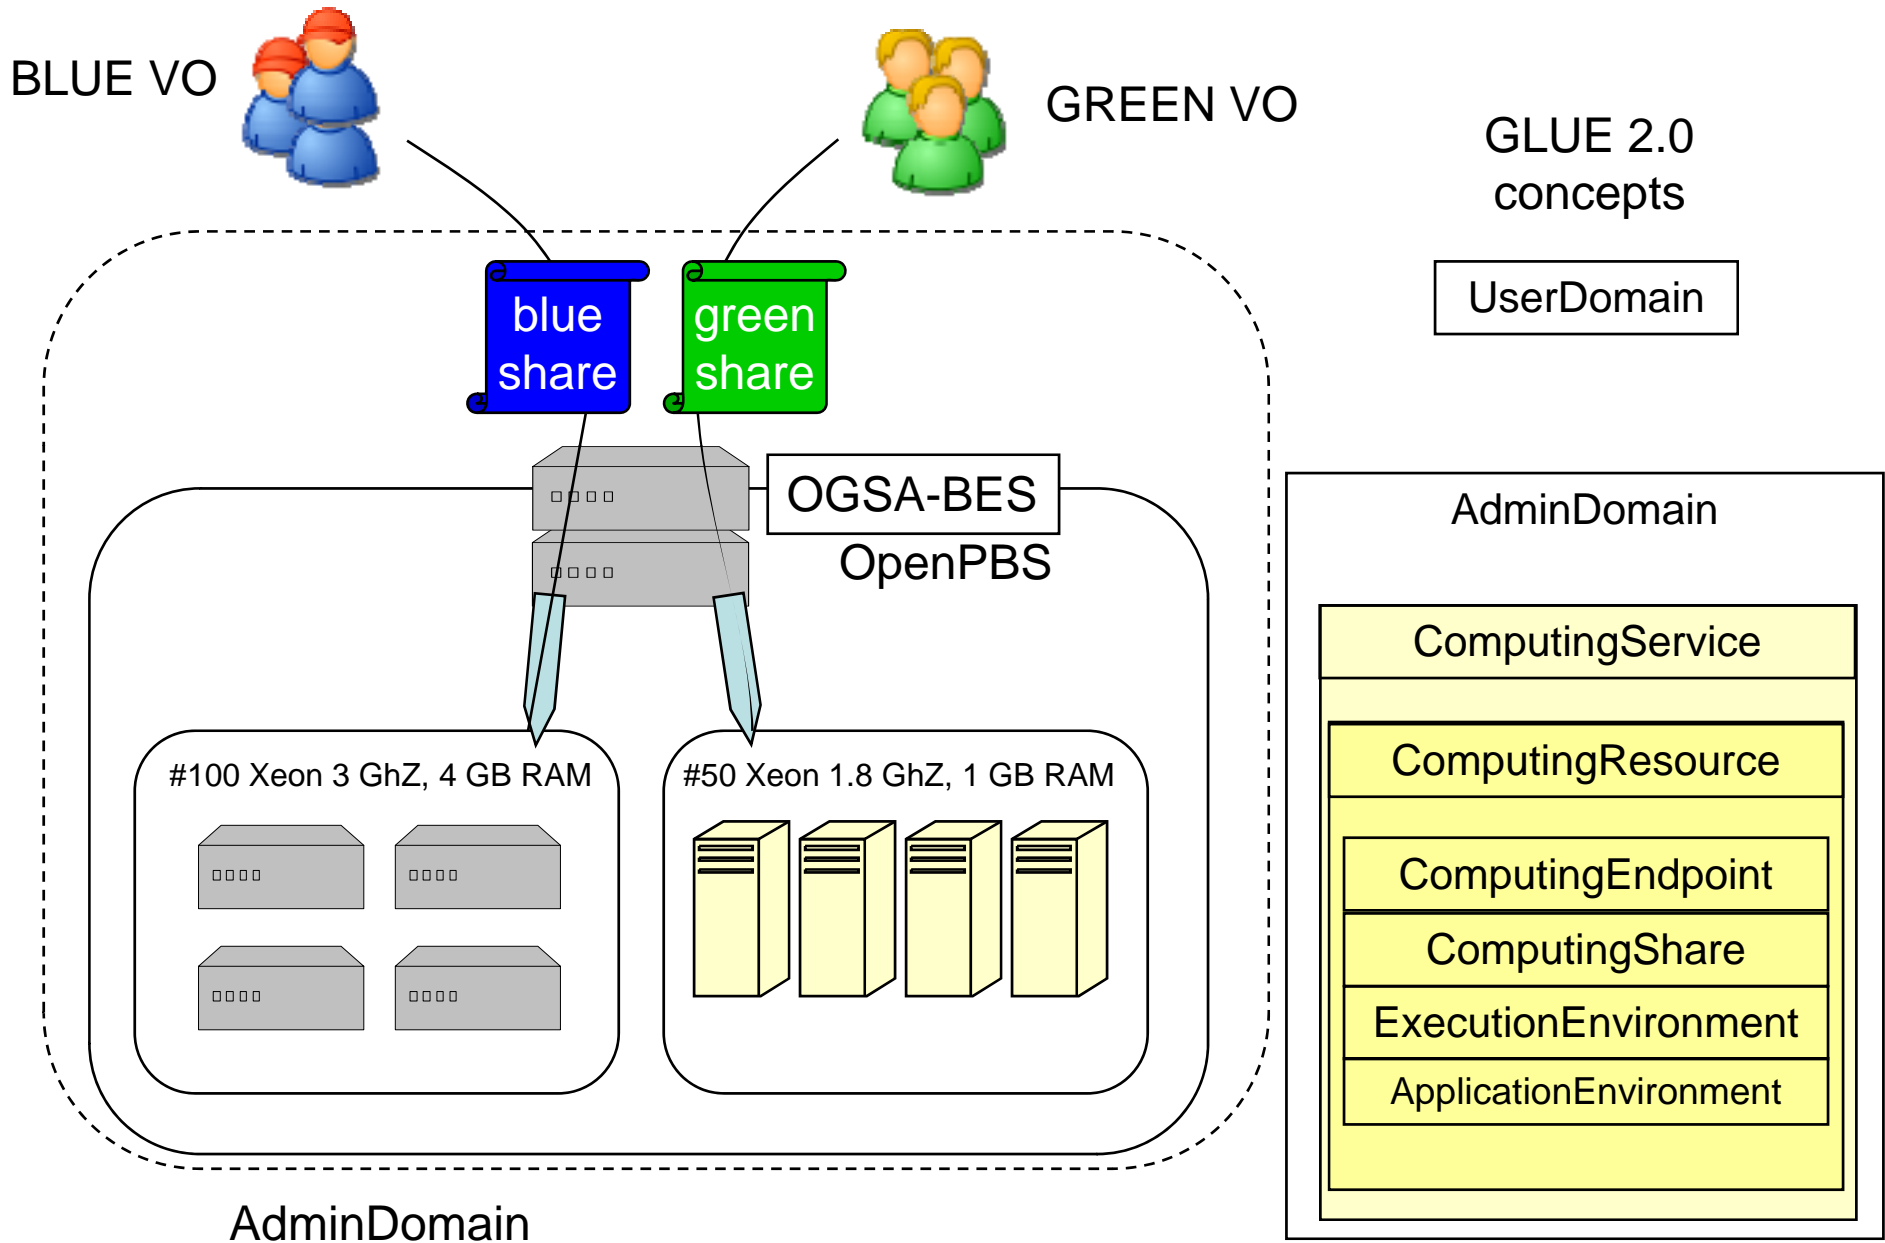 BLUE VO
GREEN VO
GLUE 2.0
concepts
UserDomain
blue
share
green
share
OGSA-BES
OpenPBS
#100 Xeon 3 GhZ, 4 GB RAM
#50 Xeon 1.8 GhZ, 1 GB RAM
AdminDomain
AdminDomain
ComputingService
ComputingResource
ComputingEndpoint
ComputingShare
ExecutionEnvironment
ApplicationEnvironment